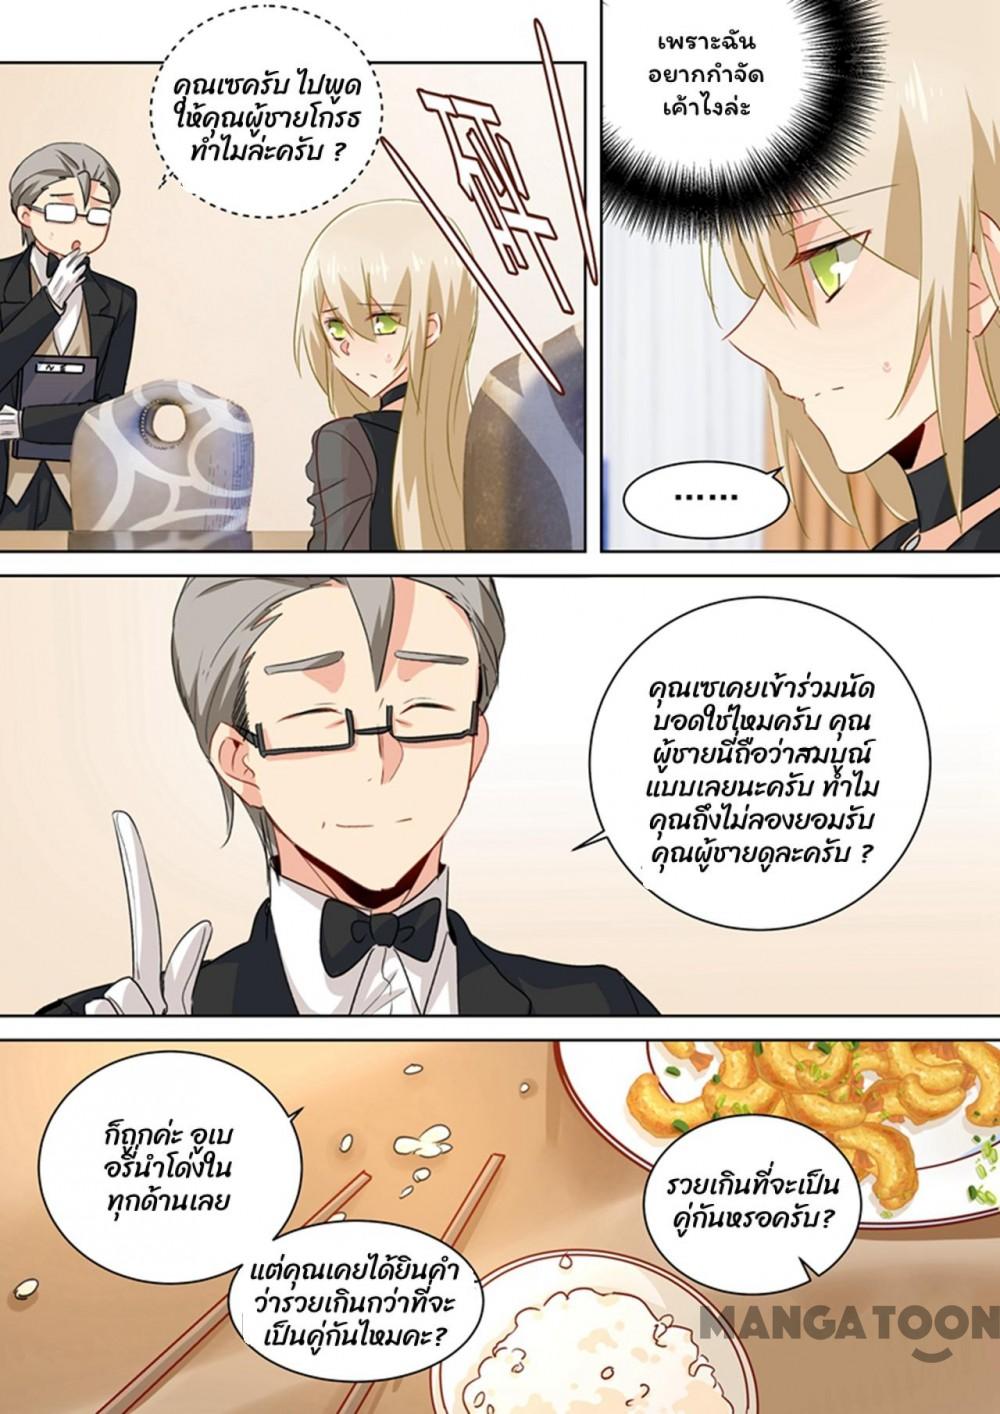 คุณเซครับ ไปพูด
ให้คุณผู้ชายโกรธ
ทำไมล่ะครับ ?
砰
เพราะฉัน
อยากกำจัด
เค้าไงล่ะ
……
คุณเซเคยเข้าร่วมนัด
บอดใช่ไหมครับ คุณ
ผู้ชายนี่ถือว่าสมบูณ์
แบบเลยนะครับ ทำไม
คุณถึงไม่ลองยอมรับ
คุณผู้ชายดูละครับ ?
ก็ถูกค่ะ อูเบ
อรี่นำโด่งใน
ทุกด้านเลย
แต่คุณเคยได้ยินคำ
ว่ารวยเกินกว่าที่จะ
เป็นคู่กันไหมคะ?
รวยเกินที่จะเป็น
คู่กันหรอครับ?
MANGATOON